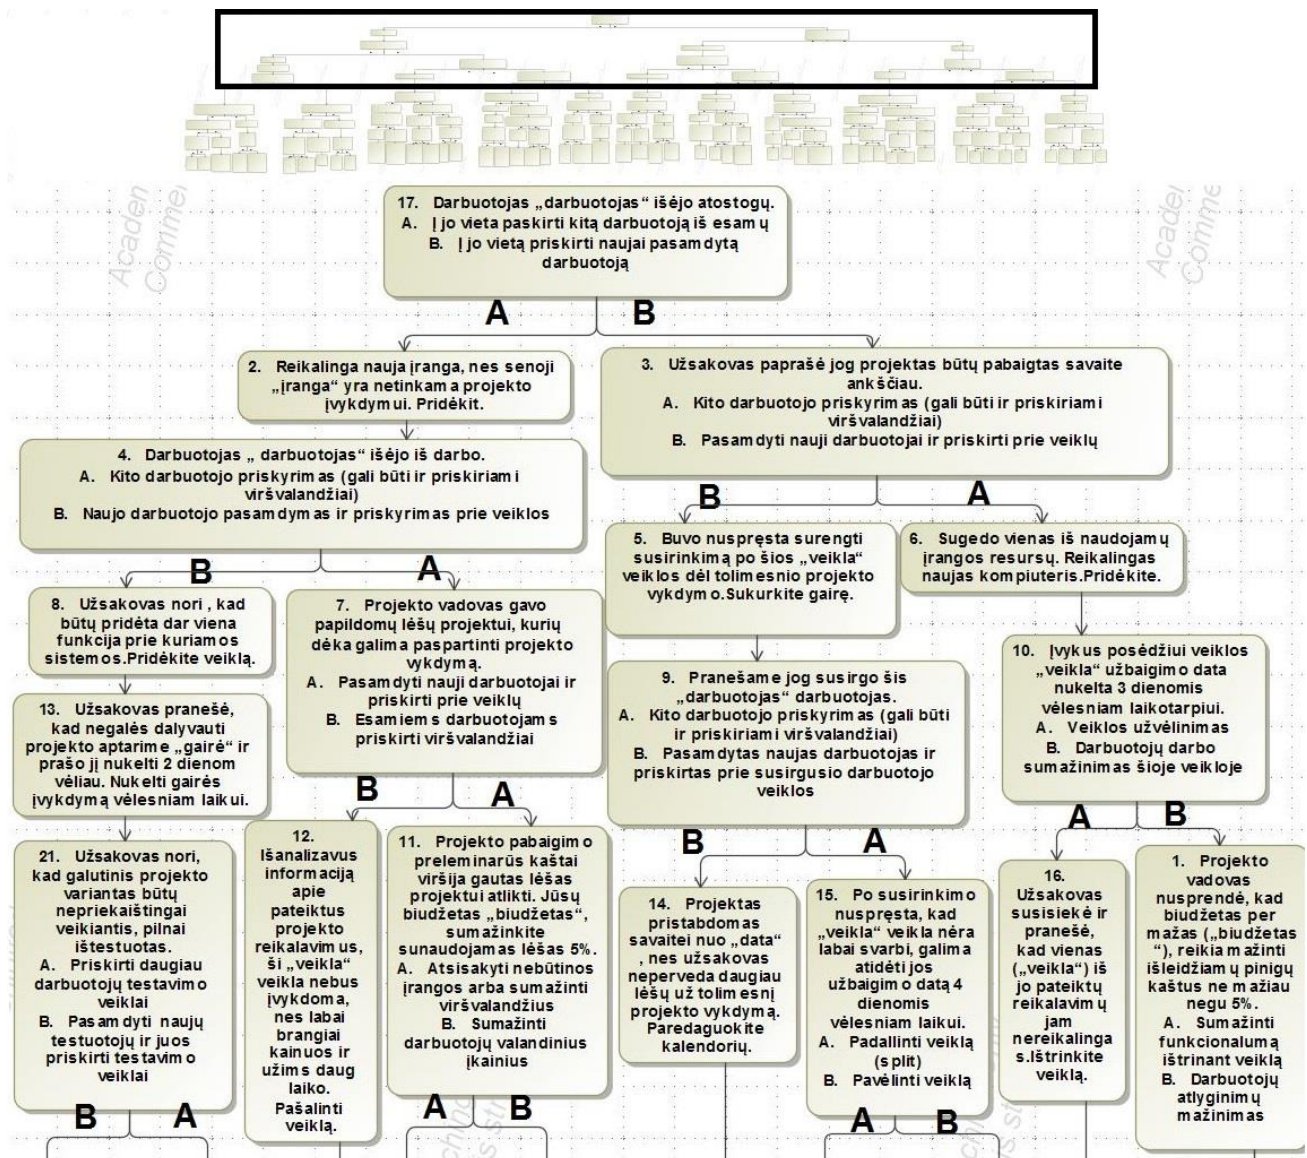 17. Darbuotojas „darbuotojas“ išėjo atostogų.
A. Į jo vieta paskirti kitą darbuotoją iš esamų
B. Į jo vietą priskirti naujai pasamdytą
darbuotoją
A
B
2. Reikalinga nauja įranga, nes senoji
„įranga“ yra netinkama projekto
įvykdymui. Pridėkit.
3. Užsakovas paprašė jog projektas būtų pabaigtas savaite
ankščiau.
A. Kito darbuotojo priskyrimas (gali būti ir priskiriami
viršvalandžiai)
B. Pasamdyti nauji darbuotojai ir priskirti prie veiklų
4. Darbuotojas „ darbuotojas“ išėjo iš darbo.
A. Kito darbuotojo priskyrimas (gali būti ir priskiriami
viršvalandžiai)
B. Naujo darbuotojo pasamdymas ir priskyrimas prie veiklos
B
A
B
A
5. Buvo nuspręsta surengti
susirinkimą po šios „veikla“
veiklos dėl tolimesnio projekto
vykdymo.Sukurkite gairę.
6. Sugedo vienas iš naudojamų
įrangos resursų. Reikalingas
naujas kompiuteris.Pridėkite.
8. Užsakovas nori , kad
būtų pridėta dar viena
funkcija prie kuriamos
sistemos.Pridėkite veiklą.
7. Projekto vadovas gavo
papildomų lėšų projektui, kurių
dėka galima paspartinti projekto
vykdymą.
A. Pasamdyti nauji darbuotojai ir
priskirti prie veiklų
B. Esamiems darbuotojams
priskirti viršvalandžiai
9. Pranešame jog susirgo šis
„darbuotojas“ darbuotojas.
A. Kito darbuotojo priskyrimas (gali būti
ir priskiriami viršvalandžiai)
B. Pasamdytas naujas darbuotojas ir
priskirtas prie susirgusio darbuotojo
veiklos
10. Įvykus posėdžiui veiklos
„veikla“ užbaigimo data
nukelta 3 dienomis
vėlesniam laikotarpiui.
A. Veiklos užvėlinimas
B. Darbuotojų darbo
sumažinimas šioje veikloje
13. Užsakovas pranešė,
kad negalės dalyvauti
projekto aptarime „gairė“ ir
prašo jį nukelti 2 dienom
vėliau. Nukelti gairės
įvykdymą vėlesniam laikui.
B
A
B
A
A
B
21. Užsakovas nori,
kad galutinis projekto
variantas būtų
nepriekaištingai
veikiantis, pilnai
ištestuotas.
A. Priskirti daugiau
darbuotojų testavimo
veiklai
B. Pasamdyti naujų
testuotojų ir juos
priskirti testavimo
veiklai
12.
Išanalizavus
informaciją
apie
pateiktus
projekto
reikalavimus,
ši „veikla“
veikla nebus
įvykdoma,
nes labai
brangiai
kainuos ir
užims daug
laiko.
Pašalinti
veiklą.
11. Projekto pabaigimo
preleminarūs kaštai
viršija gautas lėšas
projektui atlikti. Jūsų
biudžetas „biudžetas“,
sumažinkite
sunaudojamas lėšas 5%.
A. Atsisakyti nebūtinos
įrangos arba sumažinti
viršvalandžius
B. Sumažinti
darbuotojų valandinius
įkainius
14. Projektas
pristabdomas
savaitei nuo „data“
, nes užsakovas
neperveda daugiau
lėšų už tolimesnį
projekto vykdymą.
Paredaguokite
kalendorių.
15. Po susirinkimo
nuspręsta, kad
„veikla“ veikla nėra
labai svarbi, galima
atidėti jos
užbaigimo datą 4
dienomis
vėlesniam laikui.
A. Padallinti veiklą
(split)
B. Pavėlinti veiklą
16.
Užsakovas
susisiekė ir
pranešė,
kad vienas
(„veikla“) iš
jo pateiktų
reikalavimų
jam
nereikalinga
s.Ištrinkite
veiklą.
1. Projekto
vadovas
nusprendė, kad
biudžetas per
mažas („biudžetas
“), reikia mažinti
išleidžiamų pinigų
kaštus ne mažiau
negu 5%.
A. Sumažinti
funkcionalumą
ištrinant veiklą
B. Darbuotojų
atlyginimų
mažinimas
B
A
A
B
A
B